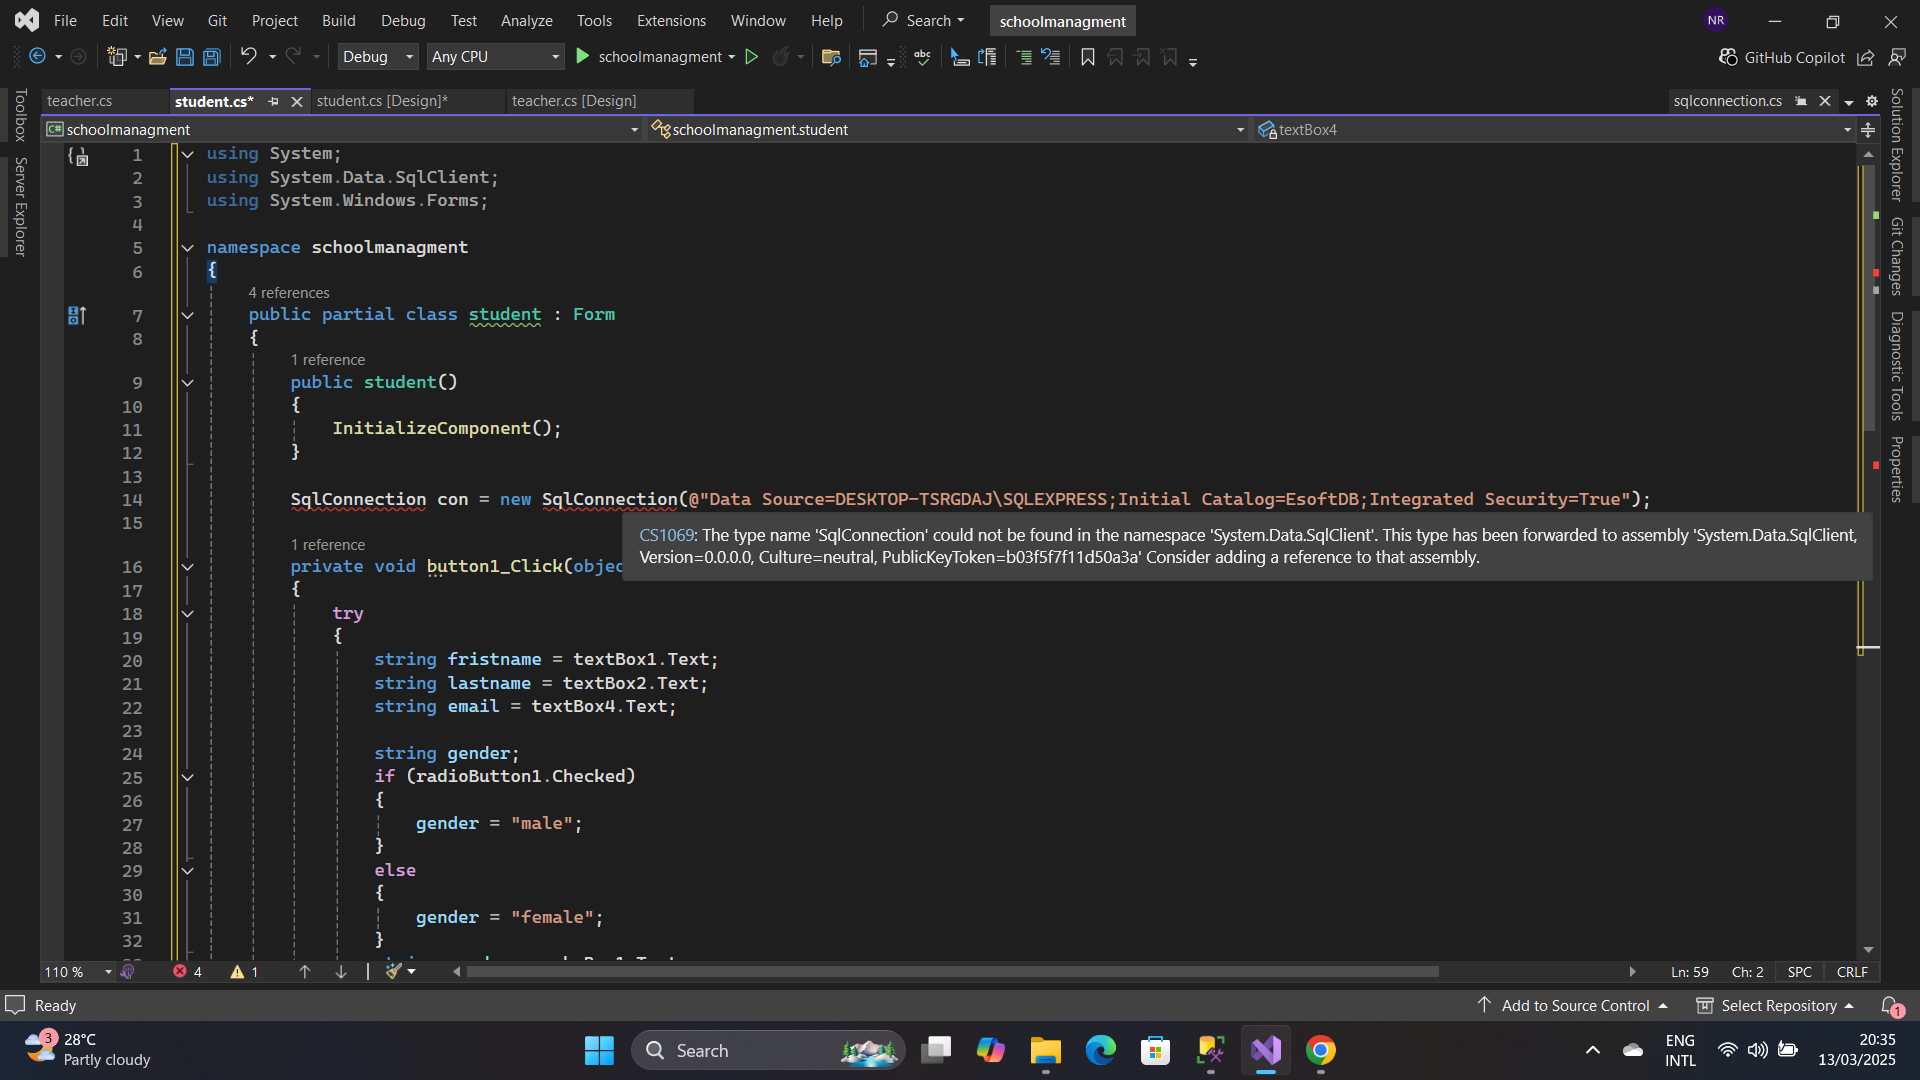 File Edit View Git Project Build Debug Test Analyze Tools Extensions Window Help Search schoolmanagment NR
Debug Any CPU schoolmanagment abc GitHub Copilot
teacher.cs student.cs* student.cs [Design]* teacher.cs [Design] sqlconnection.cs
C# schoolmanagment schoolmanagment.student textBox4
Toolbox
Server Explorer
1 using System;
2 using System.Data.SqlClient;
3 using System.Windows.Forms;
4
5 namespace schoolmanagment
6 {
4 references
7 public partial class student : Form
8 {
1 reference
9 public student()
10 {
11 InitializeComponent();
12 }
13
14 SqlConnection con = new SqlConnection(@"Data Source=DESKTOP-TSRGDAJ\SQLEXPRESS;Initial Catalog=EsoftDB;Integrated Security=True");
15
CS1069: The type name 'SqlConnection' could not be found in the namespace 'System.Data.SqlClient'. This type has been forwarded to assembly 'System.Data.SqlClient,
Version=0.0.0.0, Culture=neutral, PublicKeyToken=b03f5f7f11d50a3a' Consider adding a reference to that assembly.
1 reference
16 private void button1_Click(objec
17 {
18 try
19 {
20 string fristname = textBox1.Text;
21 string lastname = textBox2.Text;
22 string email = textBox4.Text;
23
24 string gender;
25 if (radioButton1.Checked)
26 {
27 gender = "male";
28 }
29 else
30 {
31 gender = "female";
32 }
Solution Explorer
Git Changes
Diagnostic Tools
Properties
110 % 4 1 Ln: 59 Ch: 2 SPC CRLF
Ready Add to Source Control Select Repository 1
3 28°C
Partly cloudy
Search
ENG
INTL
20:35
13/03/2025